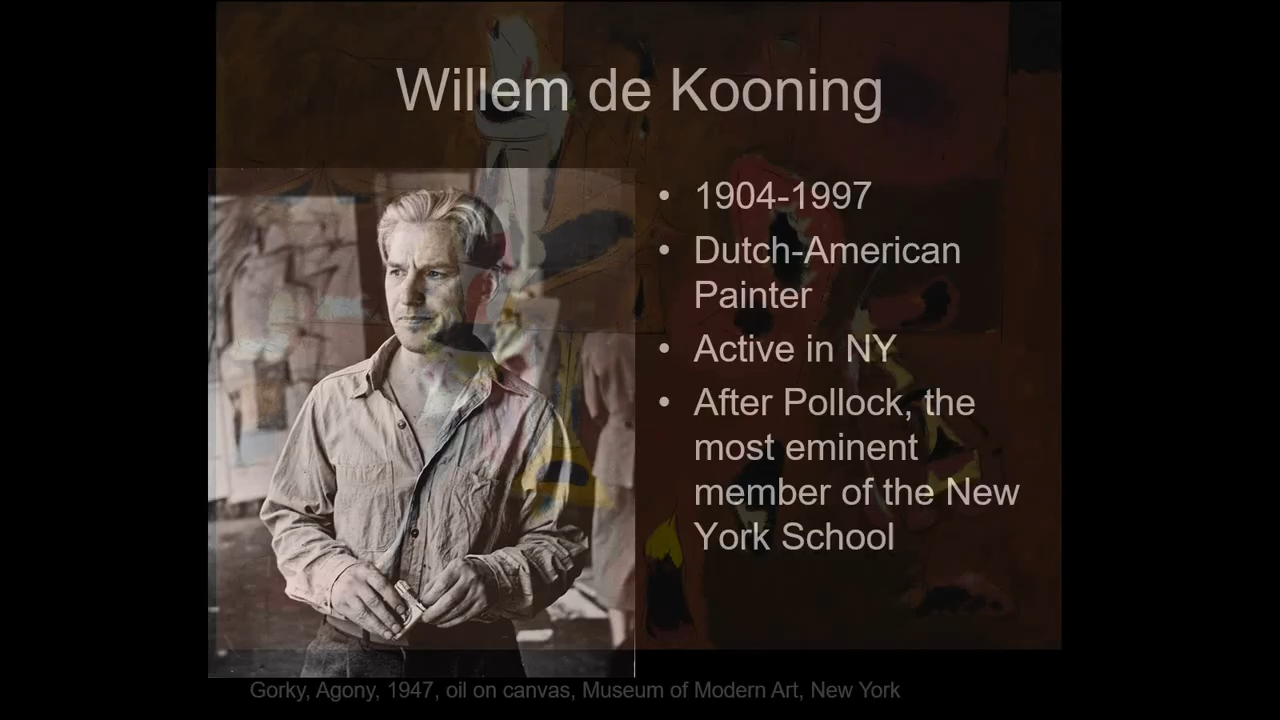 Willem de Kooning
• 1904-1997
• Dutch-American
Painter
• Active in NY
• After Pollock, the
most eminent
member of the New
York School
Gorky, Agony, 1947, oil on canvas, Museum of Modern Art, New York